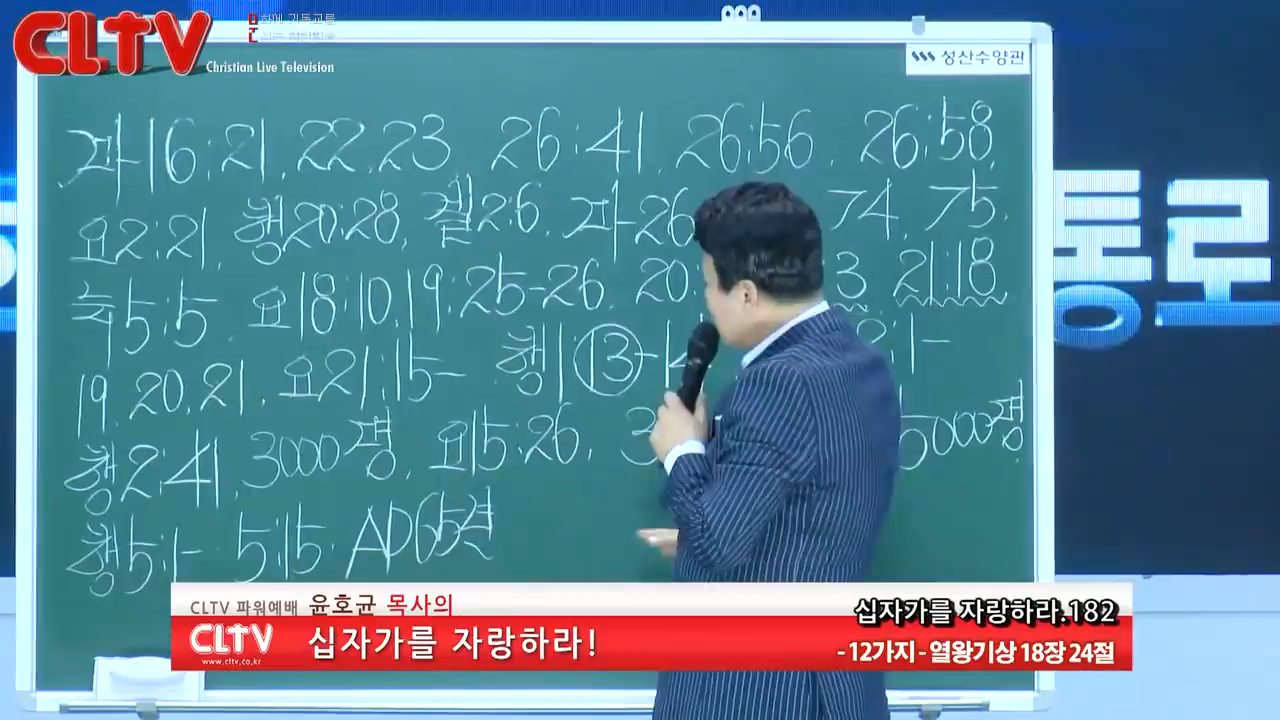 CLTV
Christian Live Television
성산수양관
마16:21, 22, 23 26:41, 26:56, 26:58,
요2:21, 행20:28, 겔2:6, 마26 74, 75,
눅5:5, 요18:10, 19:25-26, 20: 3 21:18
통로
19, 20, 21, 요21:15- 행1:13-14 2:1-
행2:41, 3000명, 요15:26, 3 5000명
행5:1- 5:15 AD65년
CLTV 파워예배 윤호균 목사의
십자가를 자랑하라.182
CLTV
www.cltv.co.kr
십자가를 자랑하라!
- 12가지 - 열왕기상 18장 24절